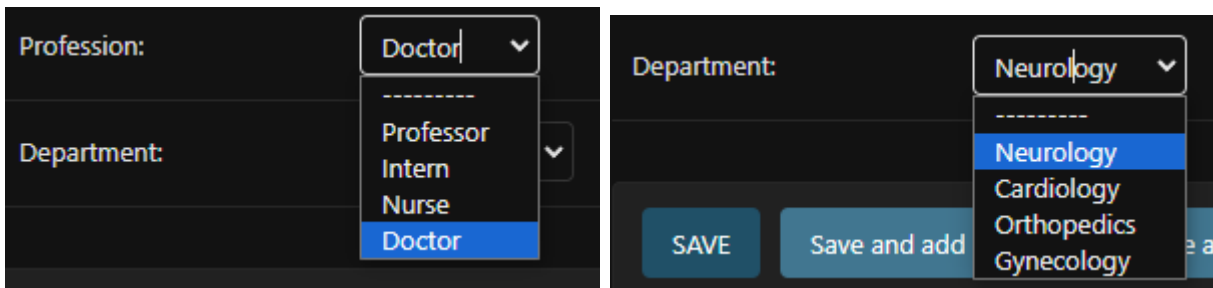 Profession:
Doctor
---------
Professor
Intern
Nurse
Doctor
Department:
Department:
Neurology
---------
Neurology
Cardiology
Orthopedics
Gynecology
SAVE
Save and add